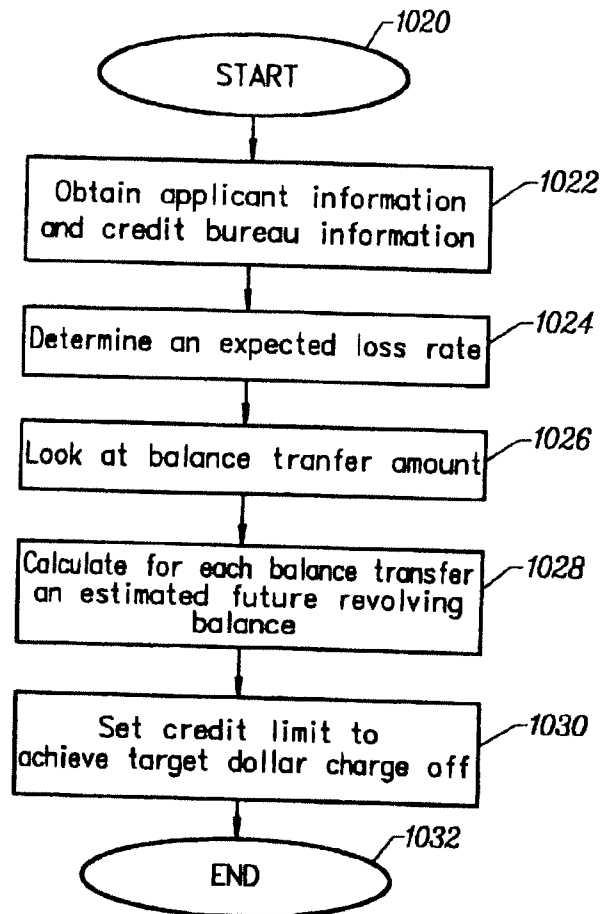 1020
START
1022
Obtain applicant information
and credit bureau information
1024
Determine an expected loss rate
1026
Look at balance tranfer amount
1028
Calculate for each balance transfer
an estimated future revolving
balance
1030
Set credit limit to
achieve target dollar charge off
1032
END